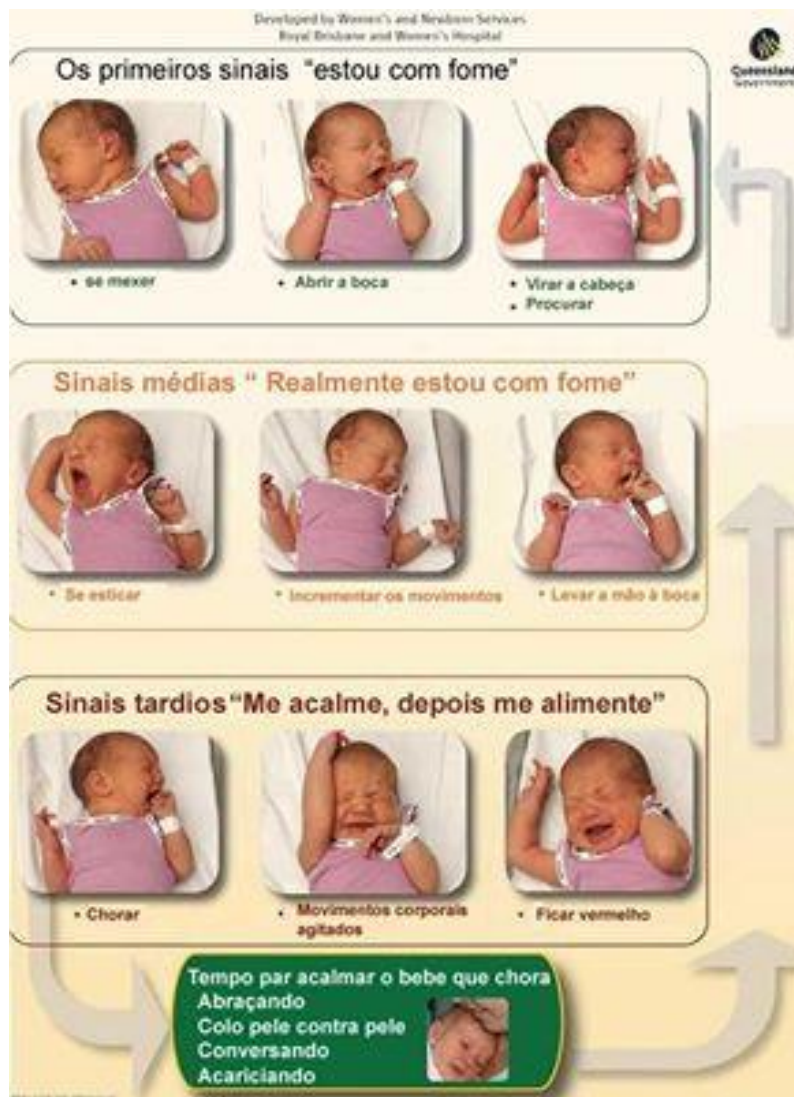 Developed by Women's and Newborn Services
Royal Brisbane and Women's Hospital
Queensland
Government
Os primeiros sinais "estou com fome"
• se mexer
• Abrir a boca
• Virar a cabeça
• Procurar
Sinais médias " Realmente estou com fome"
• Se esticar
• Incrementar os movimentos
• Levar a mão à boca
Sinais tardios "Me acalme, depois me alimente"
• Chorar
• Movimentos corporais
agitados
• Ficar vermelho
Tempo par acalmar o bebe que chora
Abraçando
Colo pele contra pele
Conversando
Acariciando